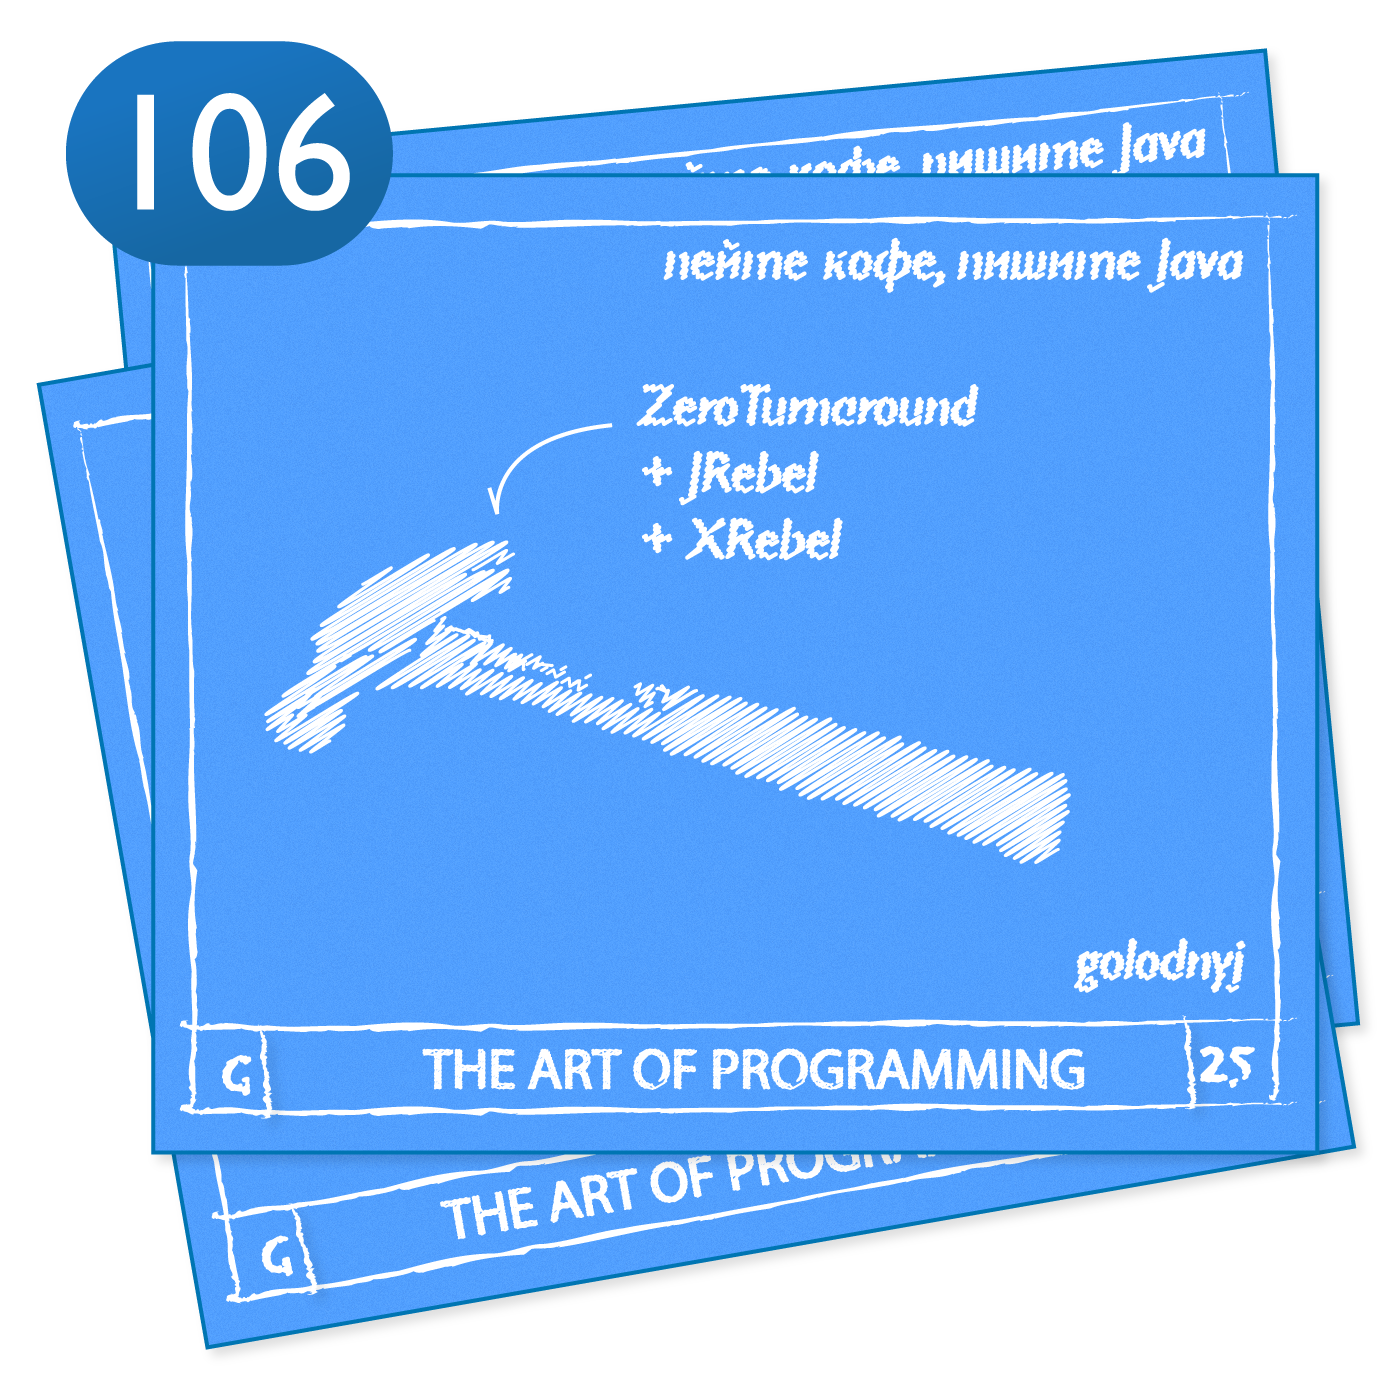 106
кофе, пишите Java
пейте кофе, пишите Java
ZeroTurnaround
+ JRebel
+ XRebel
golodnyj
G
THE ART OF PROGRAMMING
25
THE ART OF
G